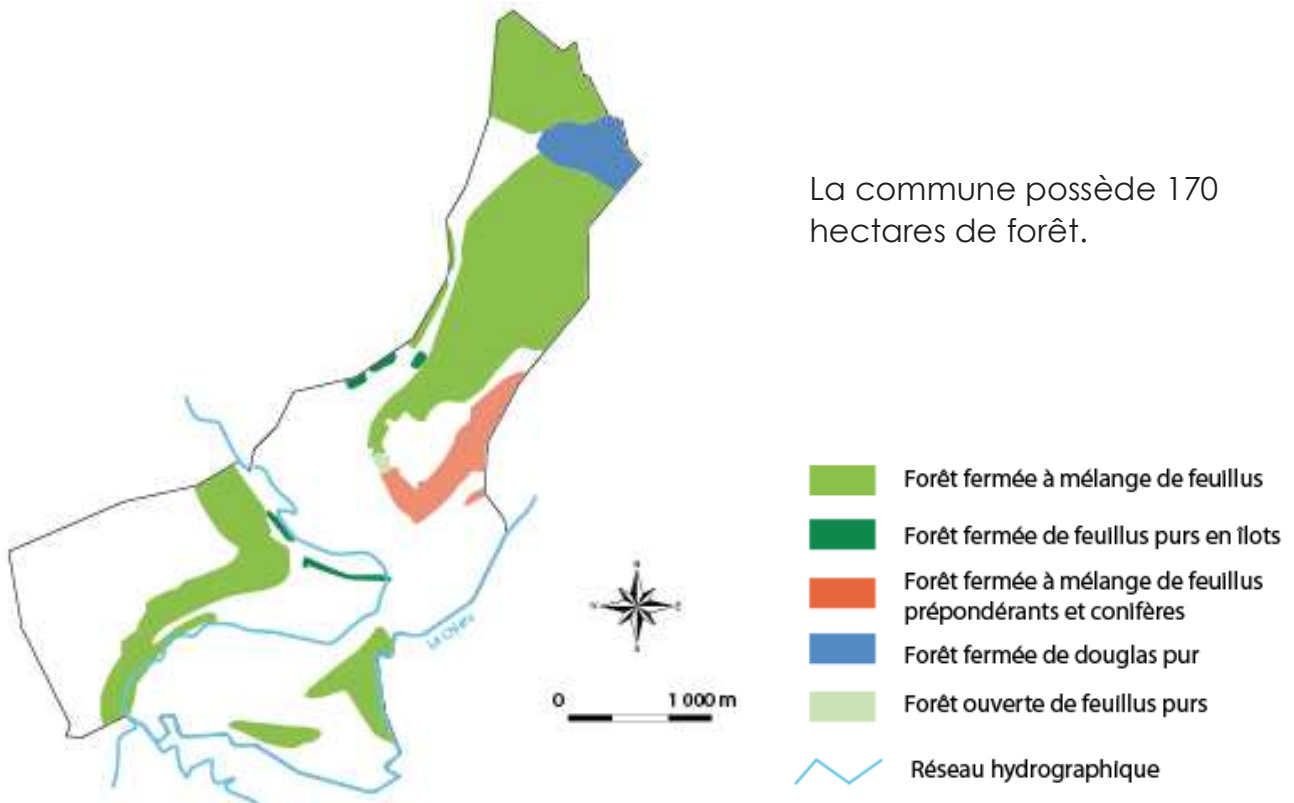 La commune possède 170
hectares de forêt.
Forêt fermée à mélange de feuillus
Forêt fermée de feuillus purs en îlots
Forêt fermée à mélange de feuillus
prépondérants et conifères
Forêt fermée de douglas pur
Forêt ouverte de feuillus purs
Réseau hydrographique
0 1 000 m